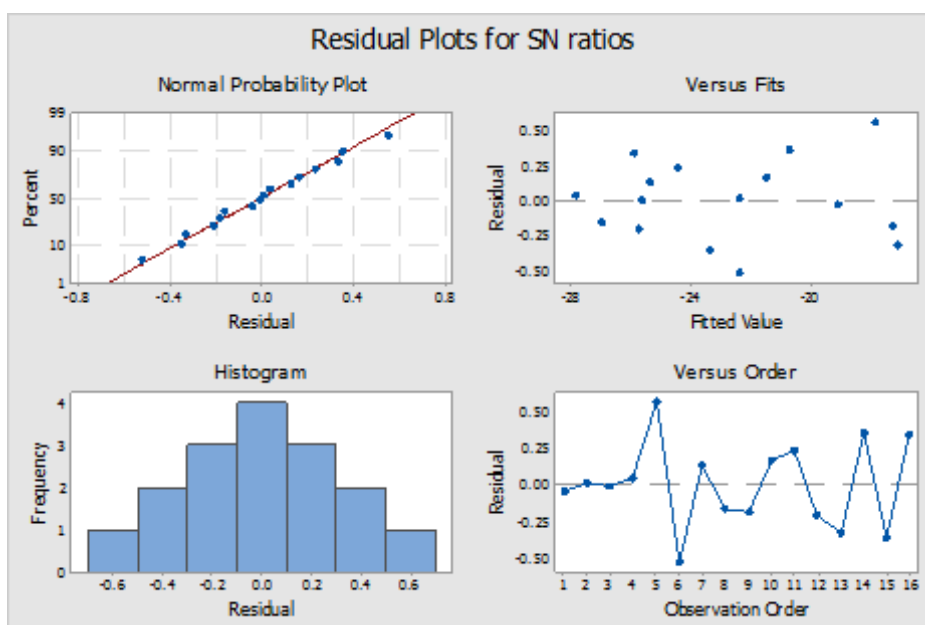 Residual Plots for SN ratios
Normal Probability Plot
99
90
50
10
1
Percent
-0.8 -0.4 0.0 0.4 0.8
Residual
Versus Fits
0.50
0.25
0.00
-0.25
-0.50
Residual
-28 -24 -20
Fitted Value
Histogram
4
3
2
1
0
Frequency
-0.6 -0.4 -0.2 0.0 0.2 0.4 0.6
Residual
Versus Order
0.50
0.25
0.00
-0.25
-0.50
Residual
1 2 3 4 5 6 7 8 9 10 11 12 13 14 15 16
Observation Order